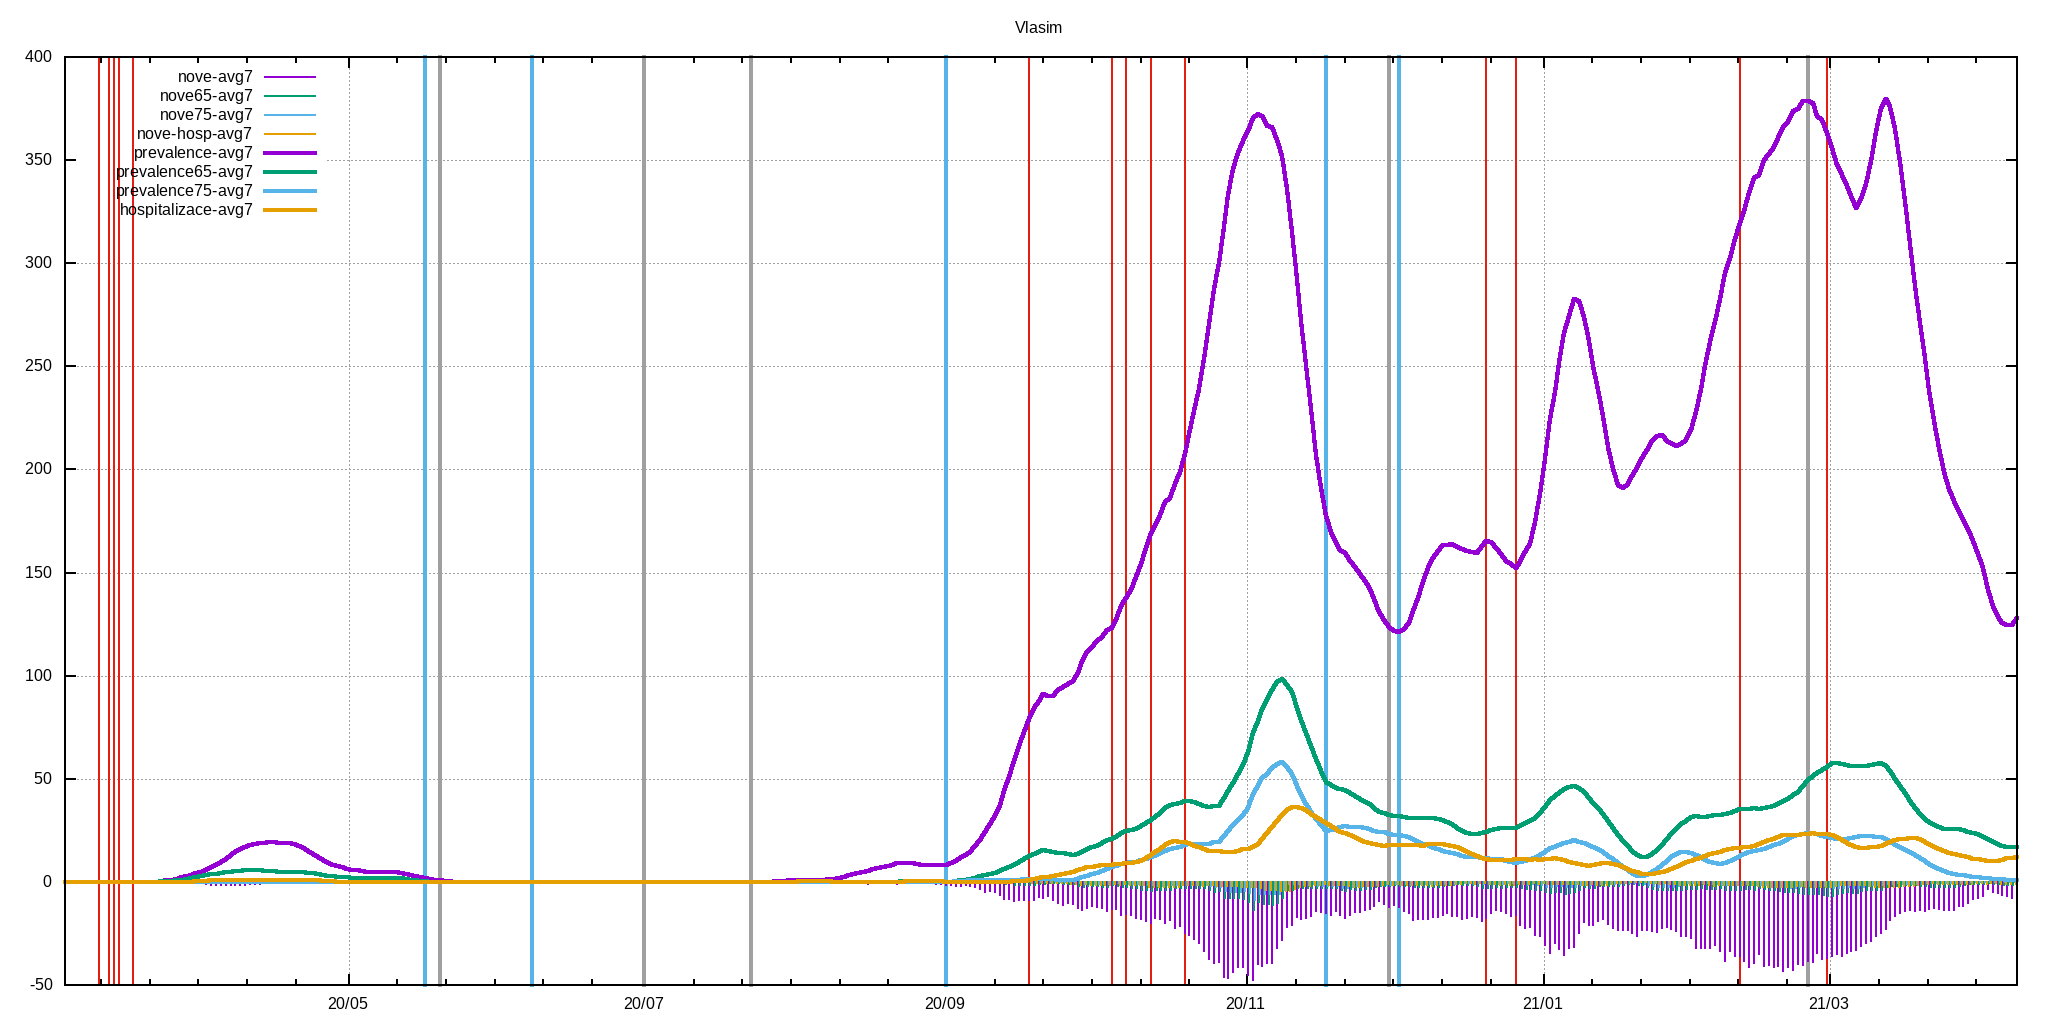 Vlasim
400
350
300
250
200
150
100
50
0
-50
nove-avg7
nove65-avg7
nove75-avg7
nove-hosp-avg7
prevalence-avg7
prevalence65-avg7
prevalence75-avg7
hospitalizace-avg7
20/05
20/07
20/09
20/11
21/01
21/03